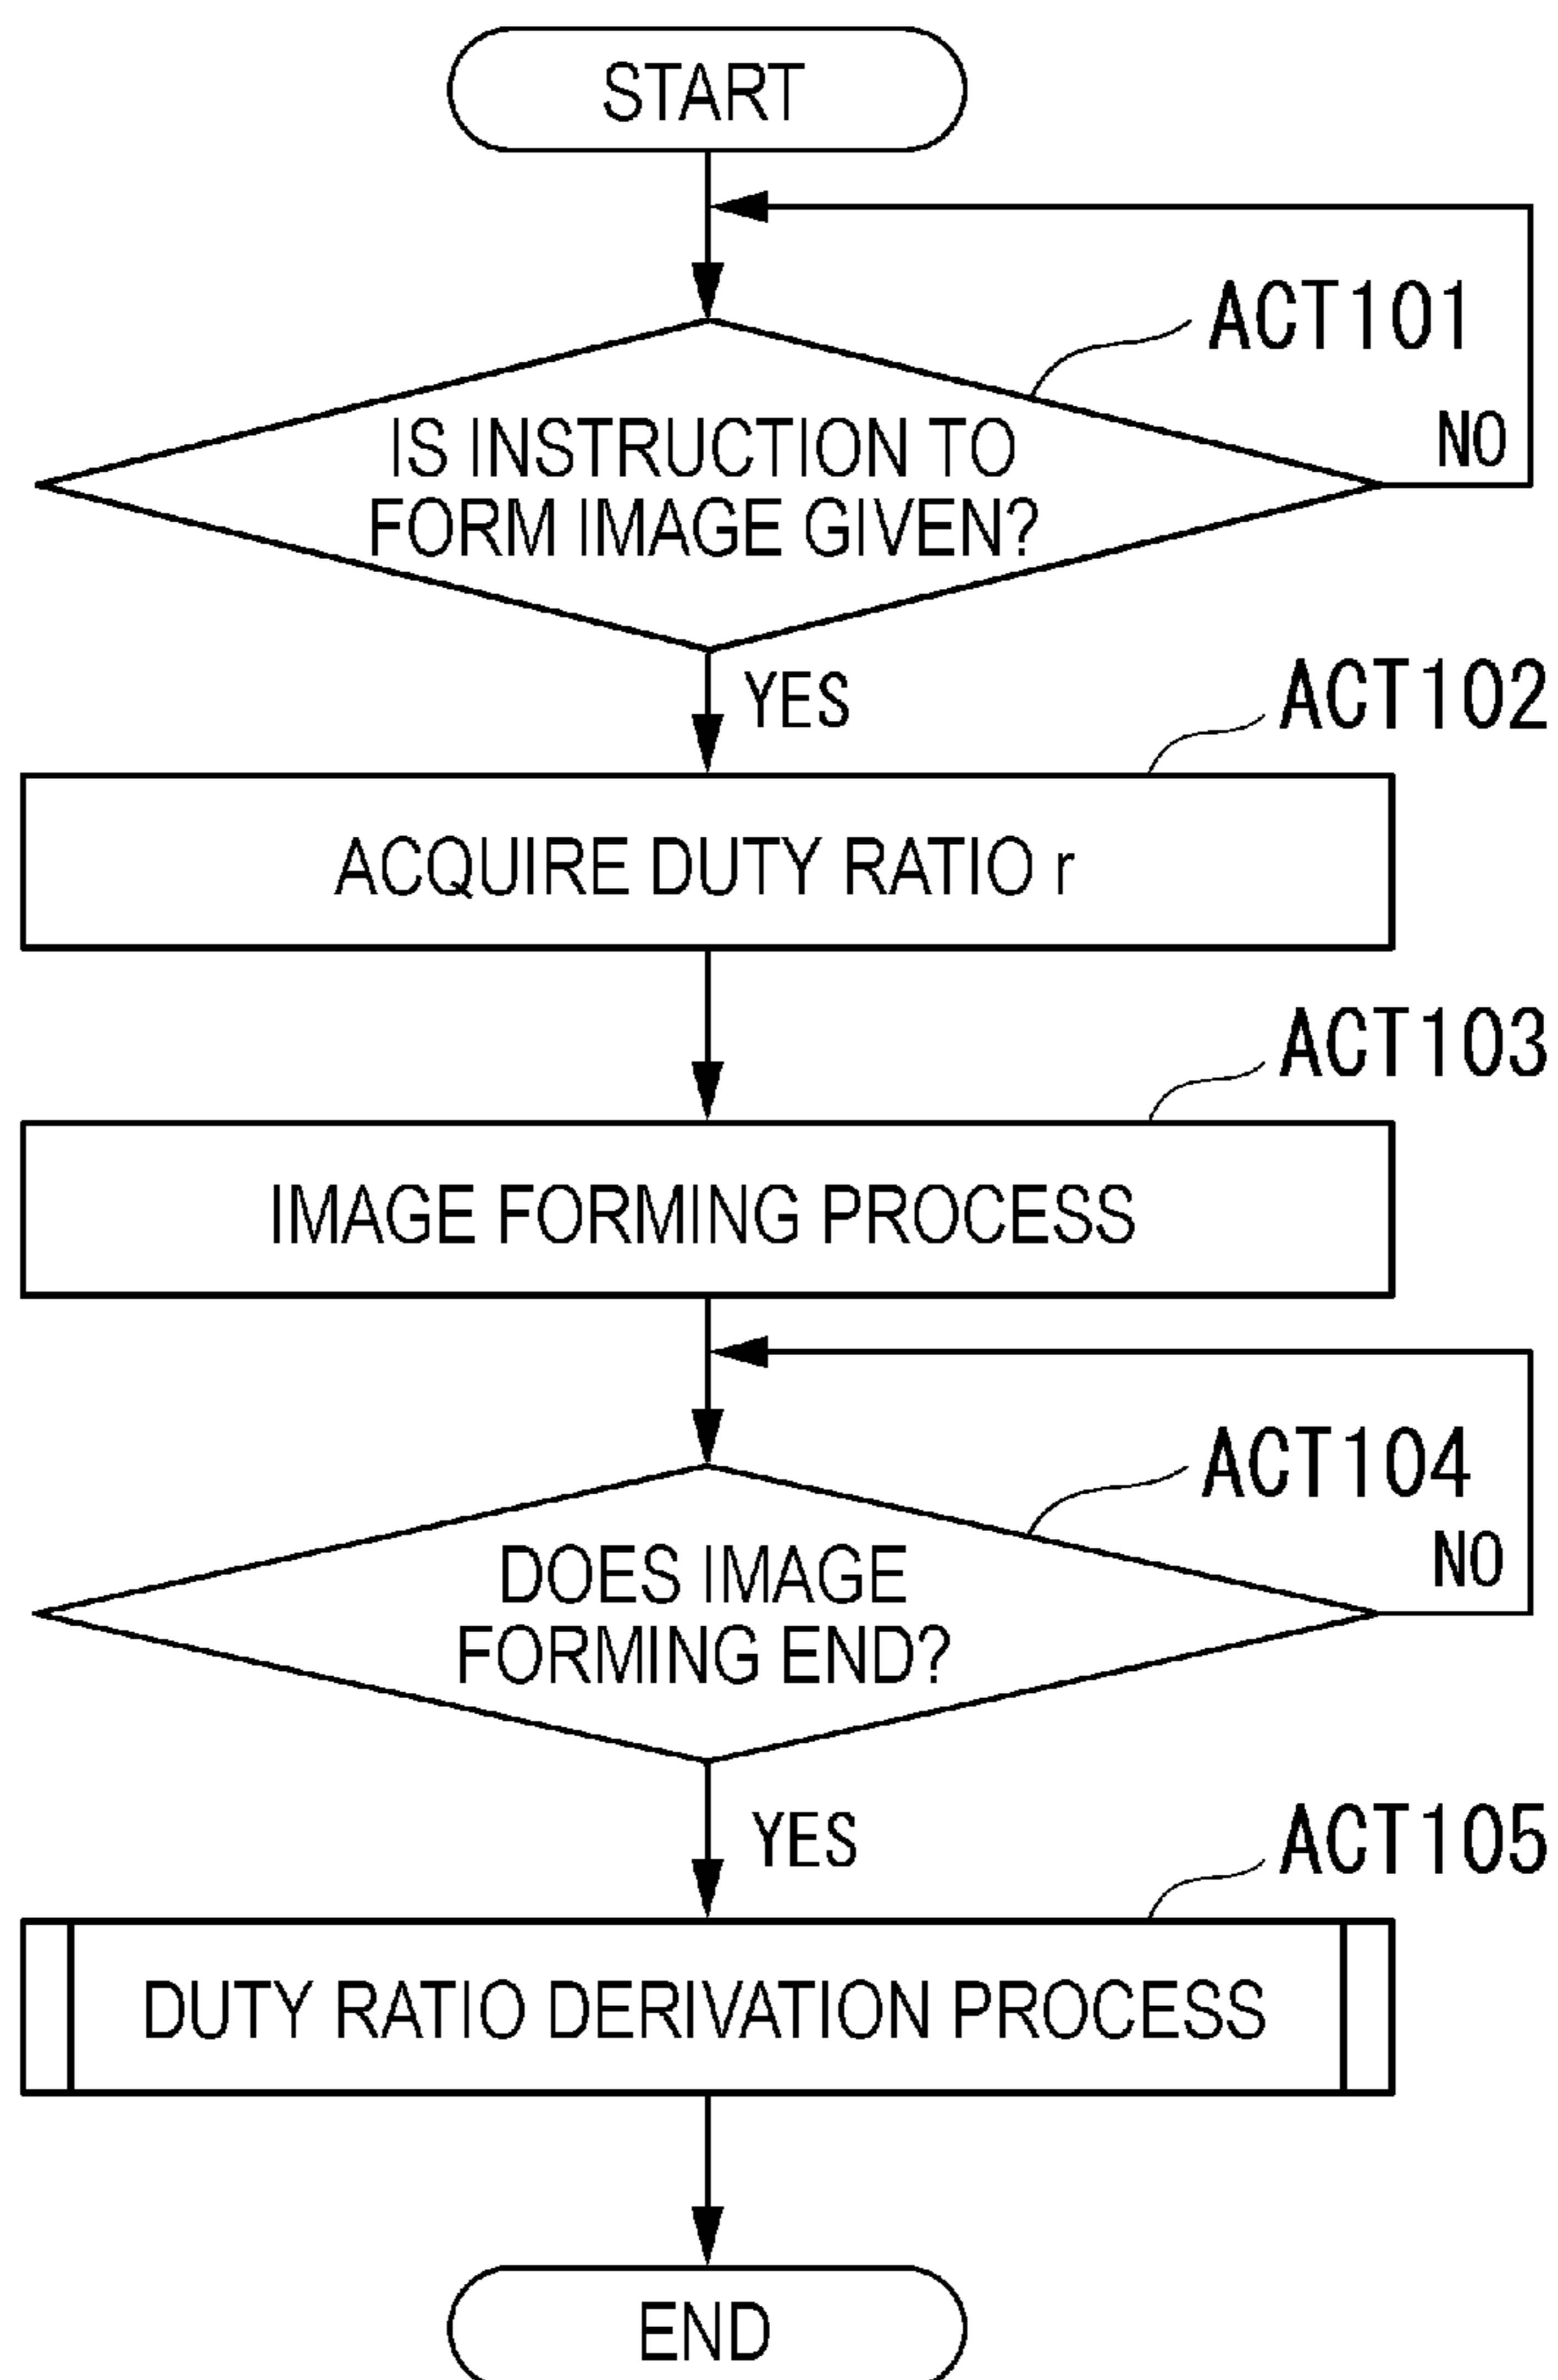 START
ACT101
IS INSTRUCTION TO
FORM IMAGE GIVEN?
NO
YES
ACT102
ACQUIRE DUTY RATIO r
ACT103
IMAGE FORMING PROCESS
ACT104
DOES IMAGE
FORMING END?
NO
YES
ACT105
DUTY RATIO DERIVATION PROCESS
END